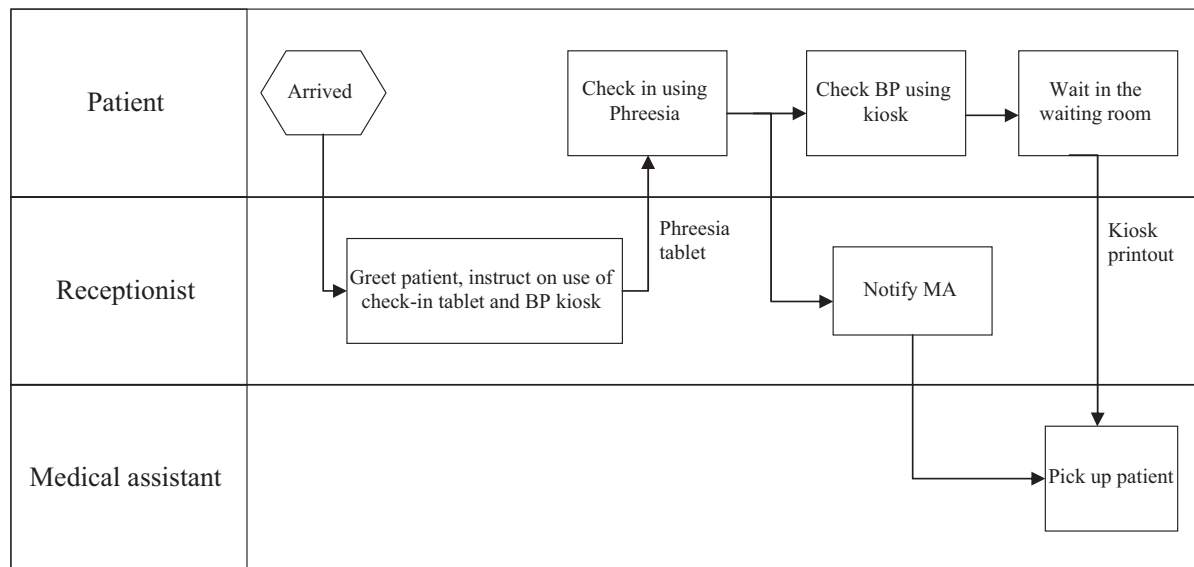 Patient
Arrived
Check in using
Phreesia
Check BP using
kiosk
Wait in the
waiting room
Receptionist
Greet patient, instruct on use of
check-in tablet and BP kiosk
Phreesia
tablet
Notify MA
Kiosk
printout
Medical assistant
Pick up patient